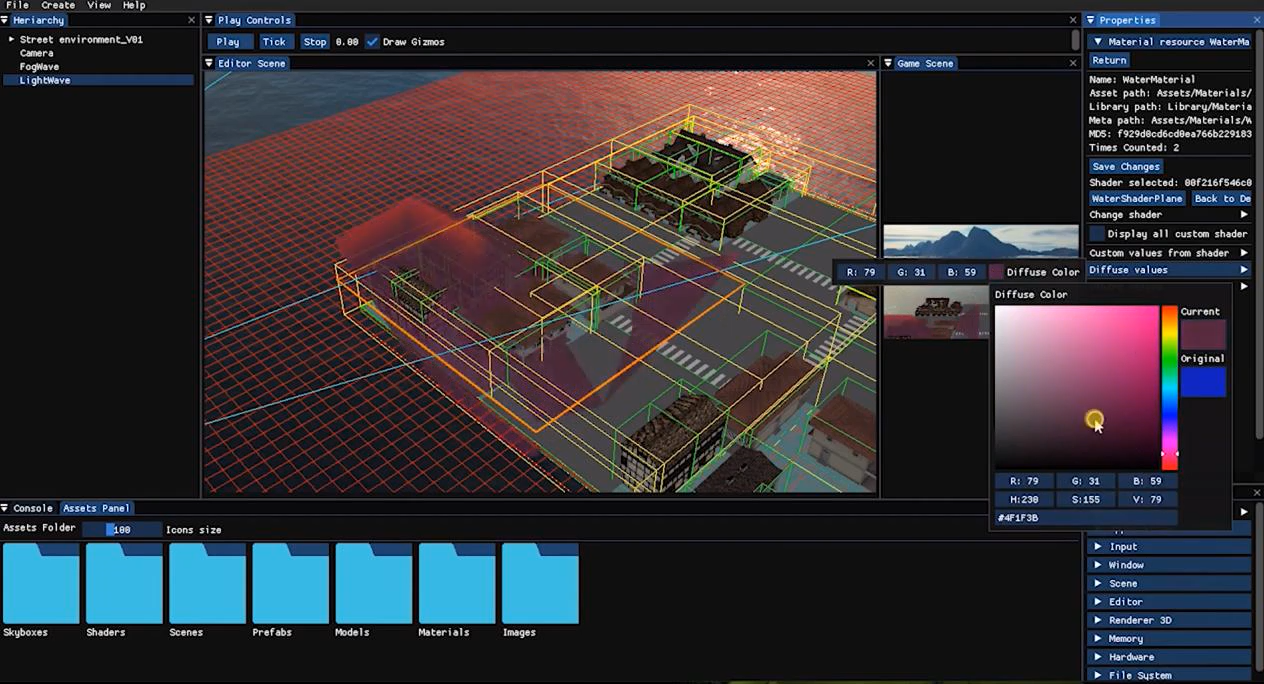 File Create View Help
Heriarchy
Street environment_V01
Camera
FogWave
LightWave
Play Controls
Play Tick Stop 0.00 Draw Gizmos
Editor Scene
Game Scene
Properties
Material resource WaterMa
Return
Name: WaterMaterial
Asset path: Assets/Materials/
Library path: Library/Materia
Meta path: Assets/Materials/W
MD5: f929d0cd6cd0ea766b229183
Times Counted: 2
Save Changes
Shader selected: 00f216f546c0
WaterShaderPlane Back to De
Change shader
Display all custom shader
Custom values from shader
Diffuse values
R: 79 G: 31 B: 59 Diffuse Color
Diffuse Color
Current
Original
R: 79 G: 31 B: 59
H:230 S:155 V: 79
#4F1F3B
Input
Window
Scene
Editor
Renderer 3D
Memory
Hardware
File System
Console Assets Panel
Assets Folder 100 Icons size
Skyboxes Shaders Scenes Prefabs Models Materials Images